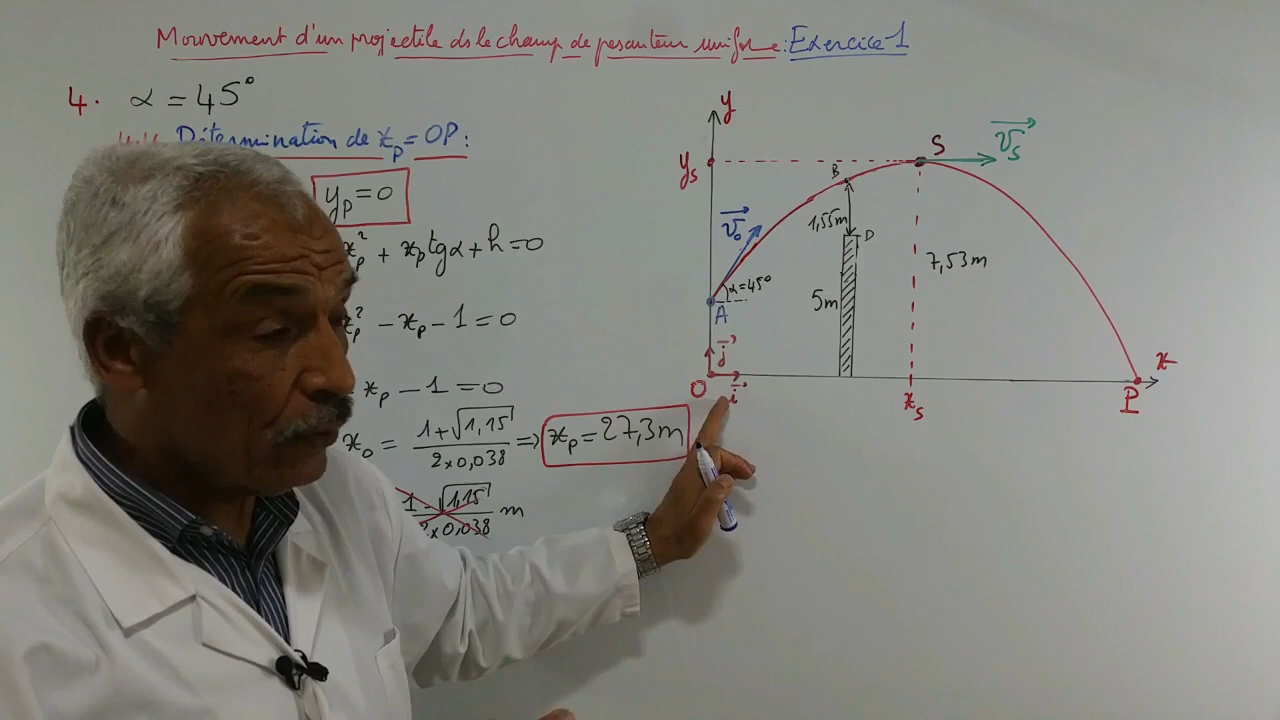 Mouvement d'un projectile ds le champ de pesanteur uniforme : Exercice 1
4. α = 45°
Détermination de xₚ = OP :
yₚ = 0
xₚ² + xₚ tgα + h = 0
xₚ² - xₚ - 1 = 0
xₚ - 1 = 0
x₀ = (1 + √1,15) / (2 × 0,038) ⇒ xₚ = 27,3 m
(1 - √1,15) / (2 × 0,038) m
y
yₛ
S
vₛ
B
v₀
1,55m
D
α = 45°
7,53m
5m
A
j
x
O
i
xₛ
P